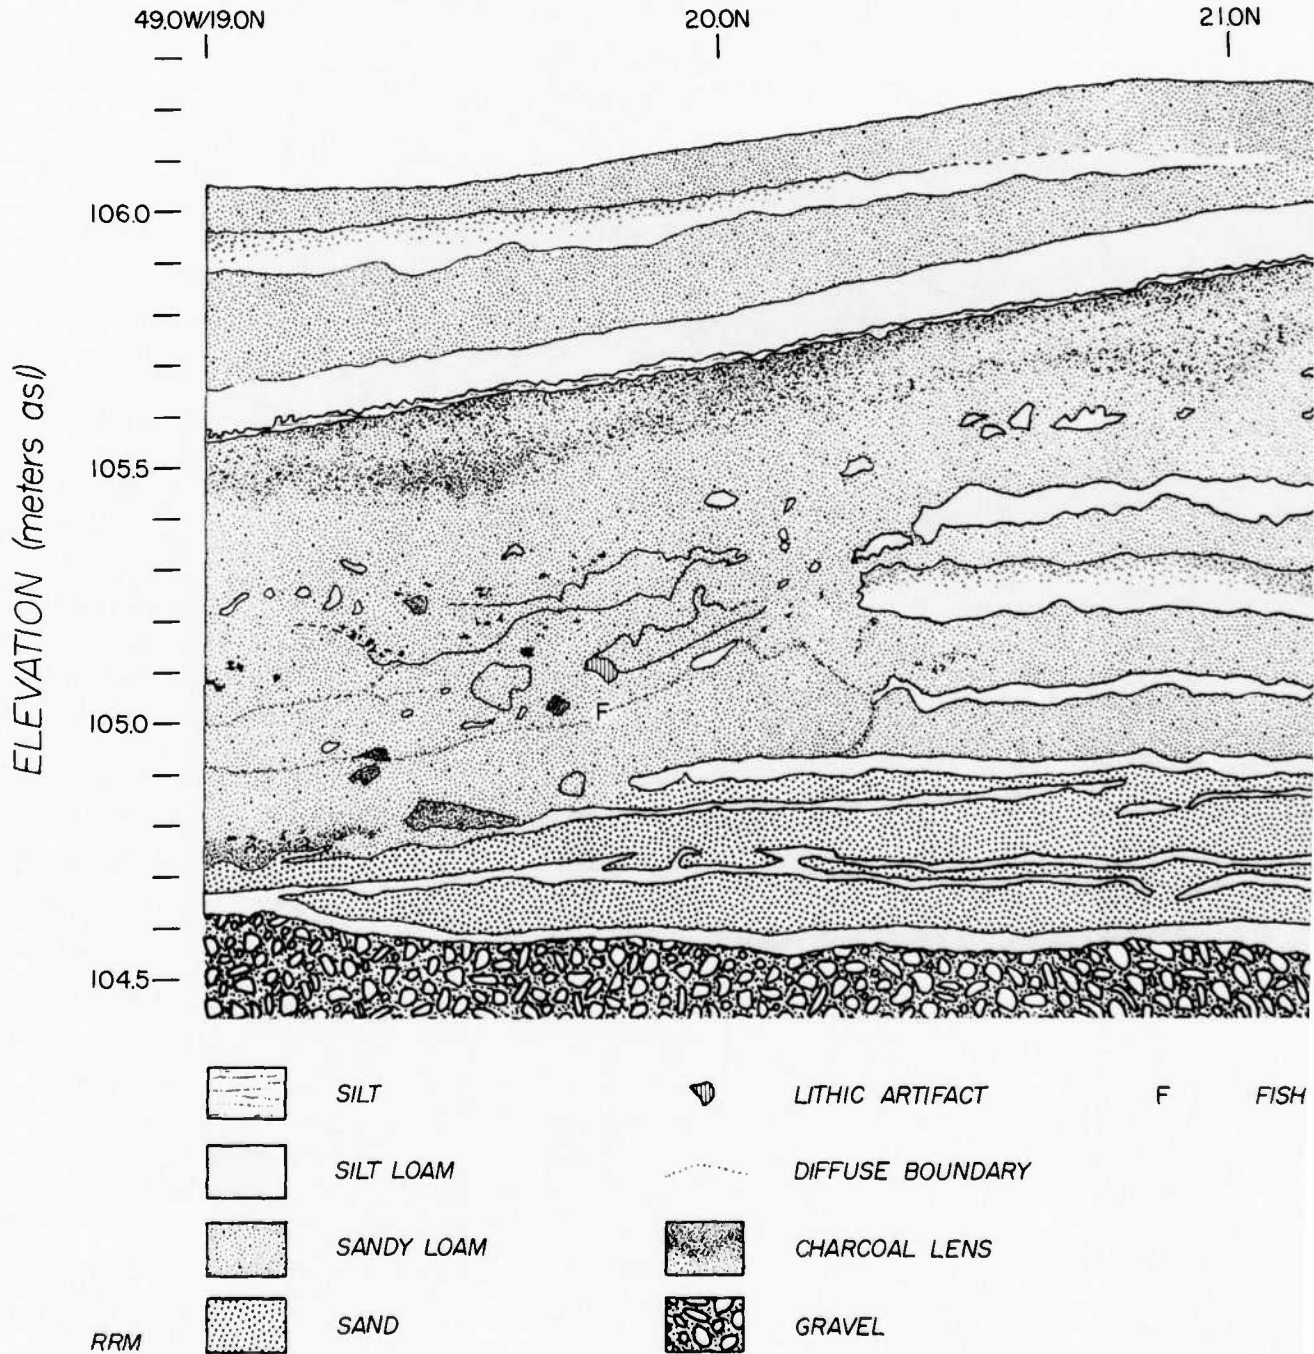 49.0W/19.0N 20.0N 21.0N
106.0
105.5
105.0
104.5
ELEVATION (meters asl)
F
SILT
LITHIC ARTIFACT
F FISH
SILT LOAM
DIFFUSE BOUNDARY
SANDY LOAM
CHARCOAL LENS
SAND
GRAVEL
RRM